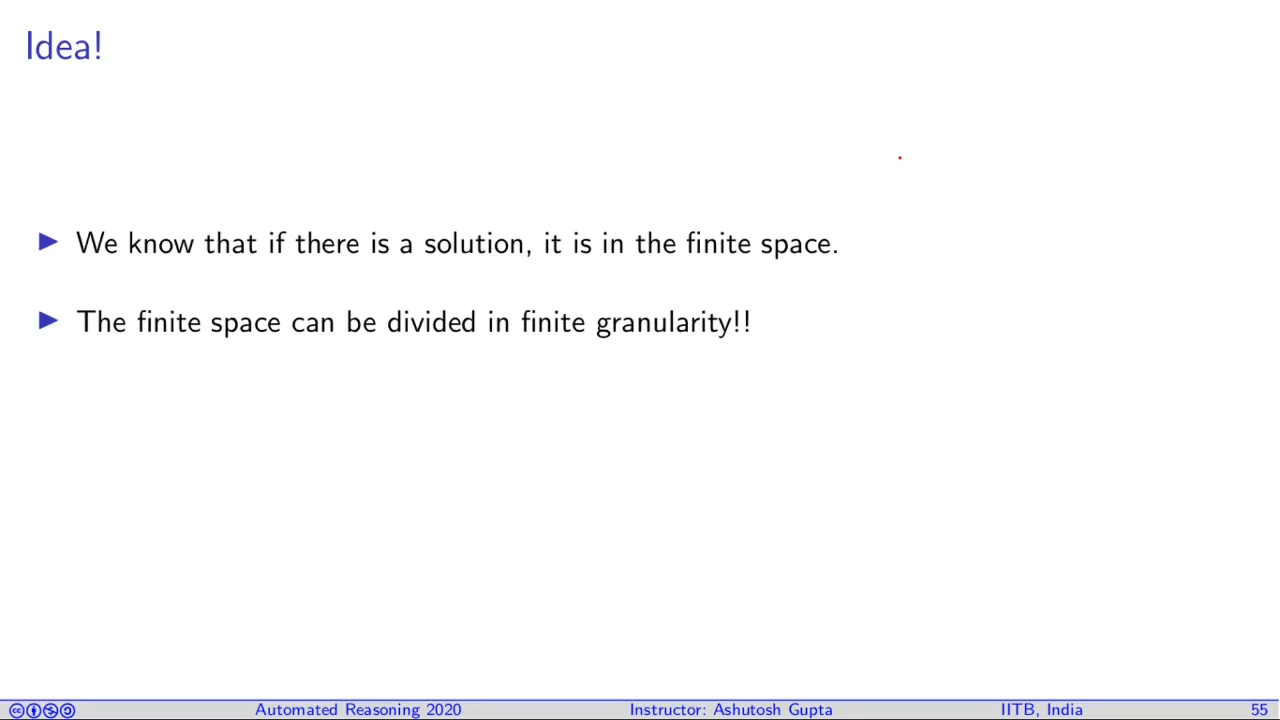 Idea!
We know that if there is a solution, it is in the finite space.
The finite space can be divided in finite granularity!!
Automated Reasoning 2020 Instructor: Ashutosh Gupta IITB, India 55